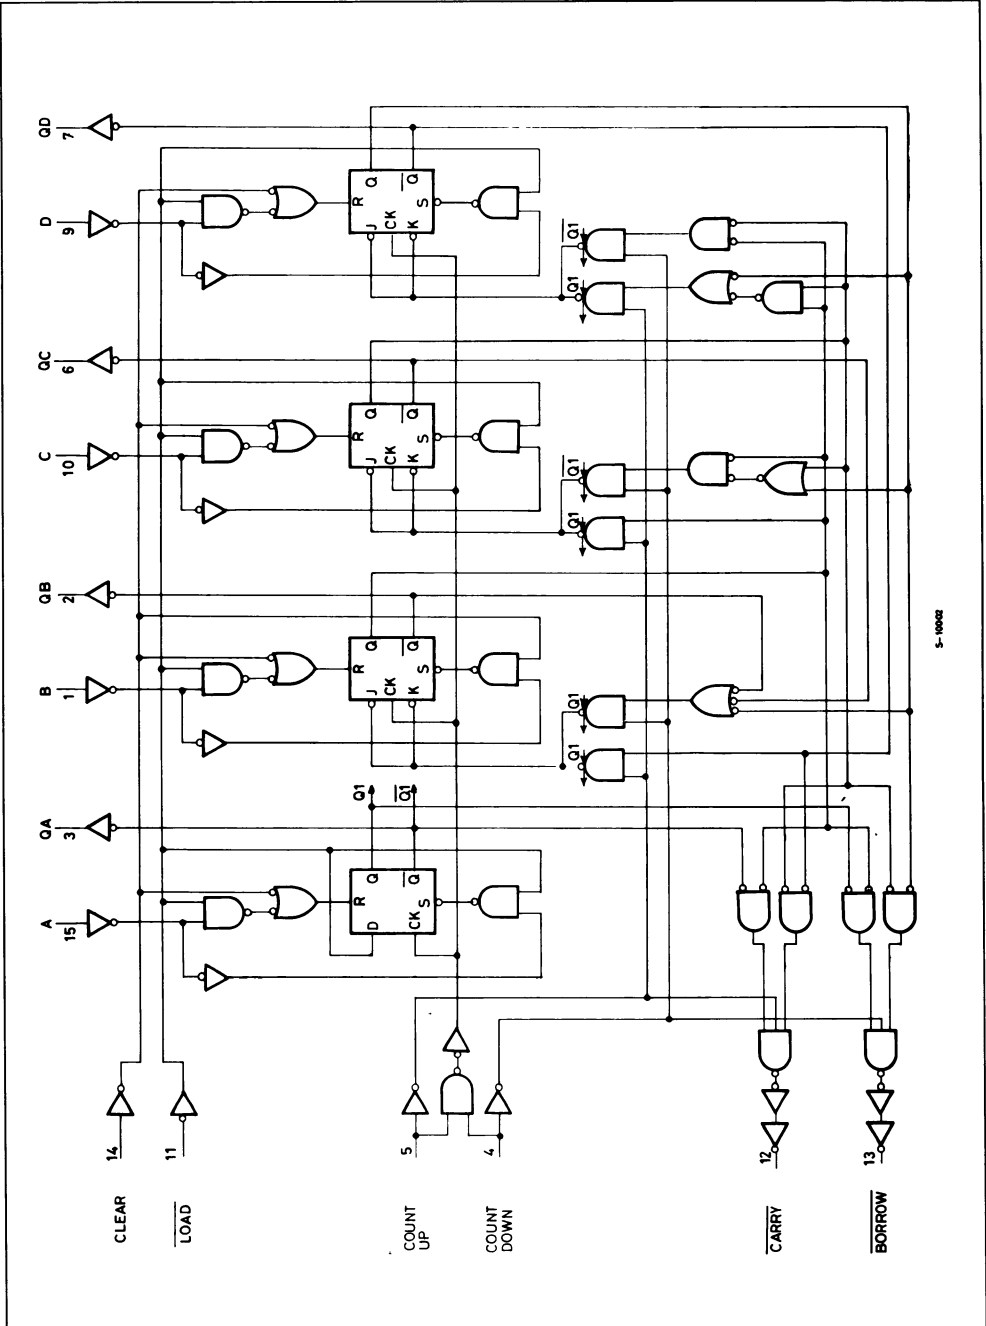 QD
7
D
9
QC
6
C
10
QB
2
B
1
QA
3
A
15
R
Q
J
CK
Q
K
S
R
Q
J
CK
Q
K
S
R
Q
J
CK
Q
K
S
R
Q
D
Q
CK
S
Q1
Q1
Q1
Q1
Q1
Q1
Q1
Q1
CLEAR
14
LOAD
11
COUNT
UP
5
COUNT
DOWN
4
CARRY
12
BORROW
13
S-10002